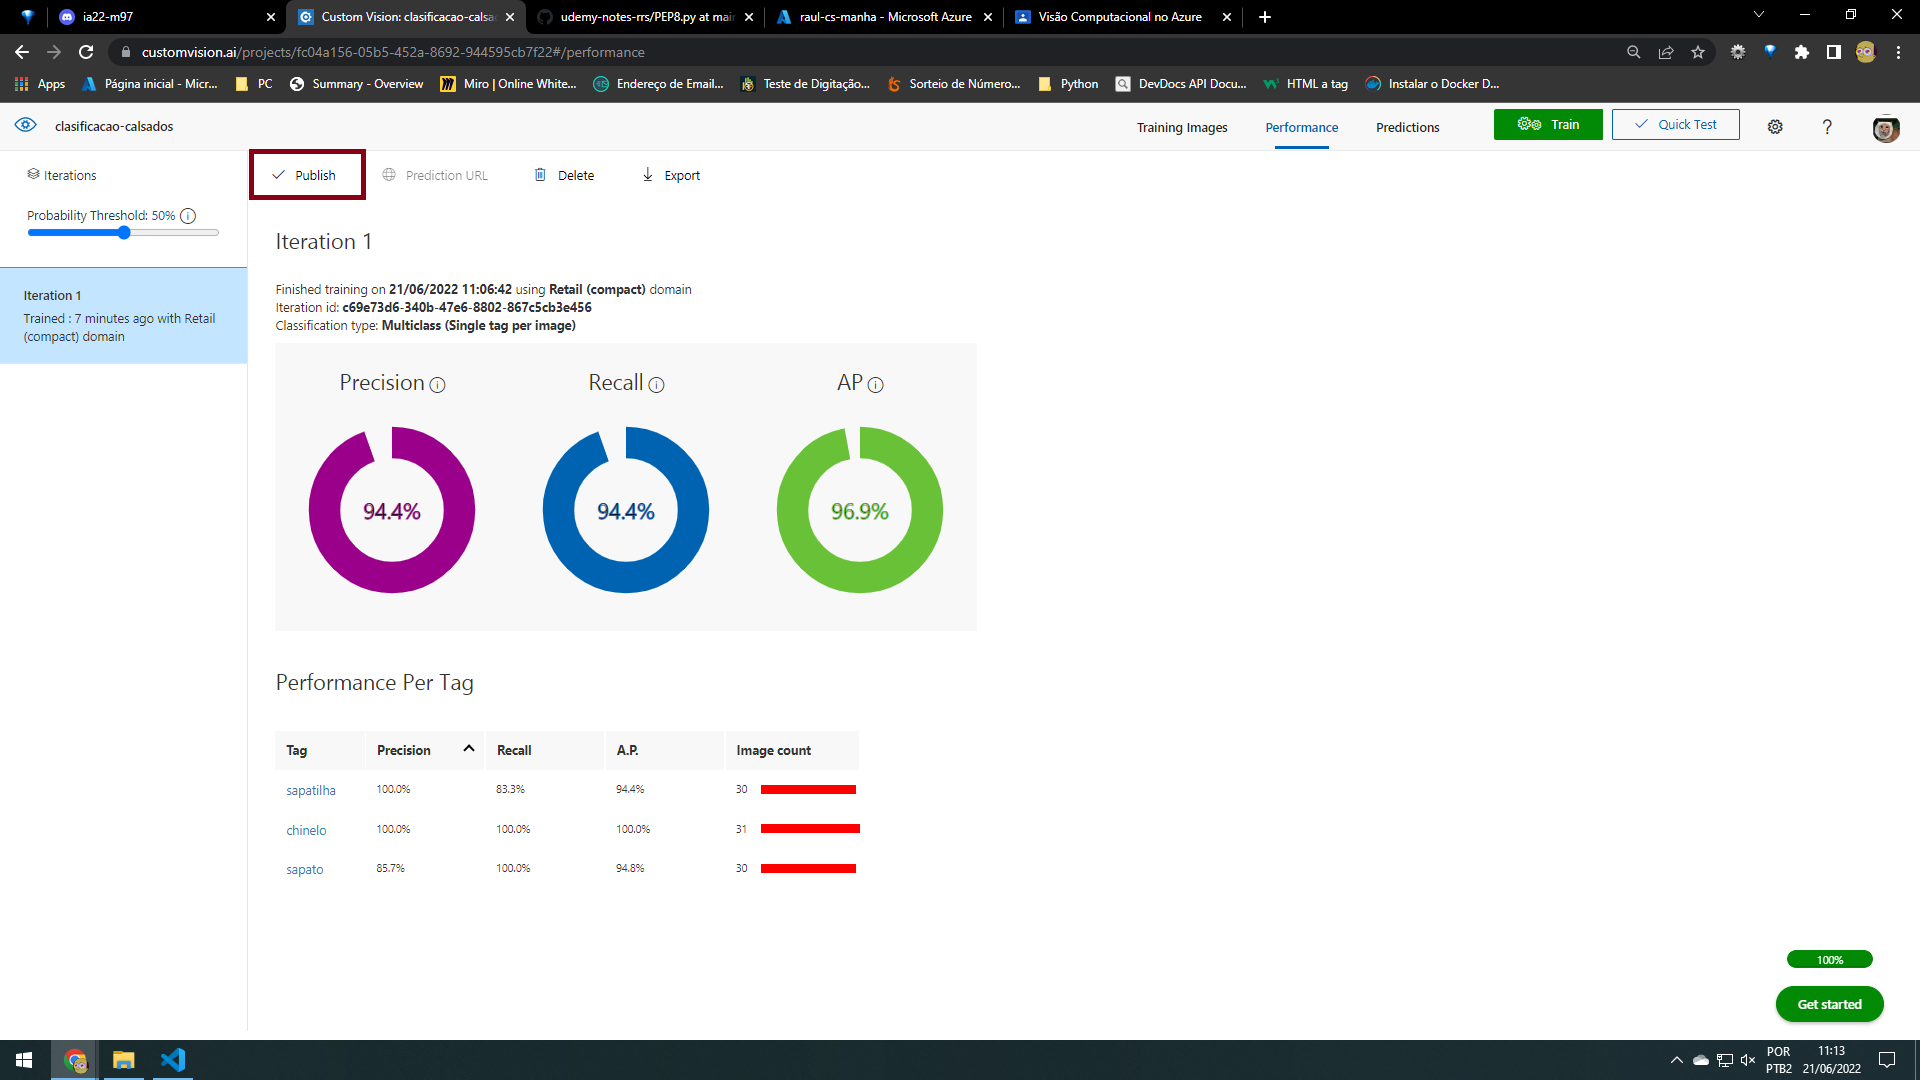 ia22-m97
Custom Vision: clasificacao-calsa
udemy-notes-rrs/PEP8.py at mai
raul-cs-manha - Microsoft Azure
Visão Computacional no Azure
customvision.ai/projects/fc04a156-05b5-452a-8692-944595cb7f22#/performance
Apps
Página inicial - Micr...
PC
Summary - Overview
Miro | Online White...
Endereço de Email...
Teste de Digitação...
Sorteio de Número...
Python
DevDocs API Docu...
HTML a tag
Instalar o Docker D...
clasificacao-calsados
Training Images
Performance
Predictions
Train
Quick Test
?
Iterations
Publish
Prediction URL
Delete
Export
Probability Threshold: 50%
Iteration 1
Trained : 7 minutes ago with Retail
(compact) domain
Iteration 1
Finished training on 21/06/2022 11:06:42 using Retail (compact) domain
Iteration id: c69e73d6-340b-47e6-8802-867c5cb3e456
Classification type: Multiclass (Single tag per image)
Precision
Recall
AP
94.4%
94.4%
96.9%
Performance Per Tag
Tag Precision Recall A.P. Image count
sapatilha 100.0% 83.3% 94.4% 30
chinelo 100.0% 100.0% 100.0% 31
sapato 85.7% 100.0% 94.8% 30
100%
Get started
POR
PTB2
11:13
21/06/2022